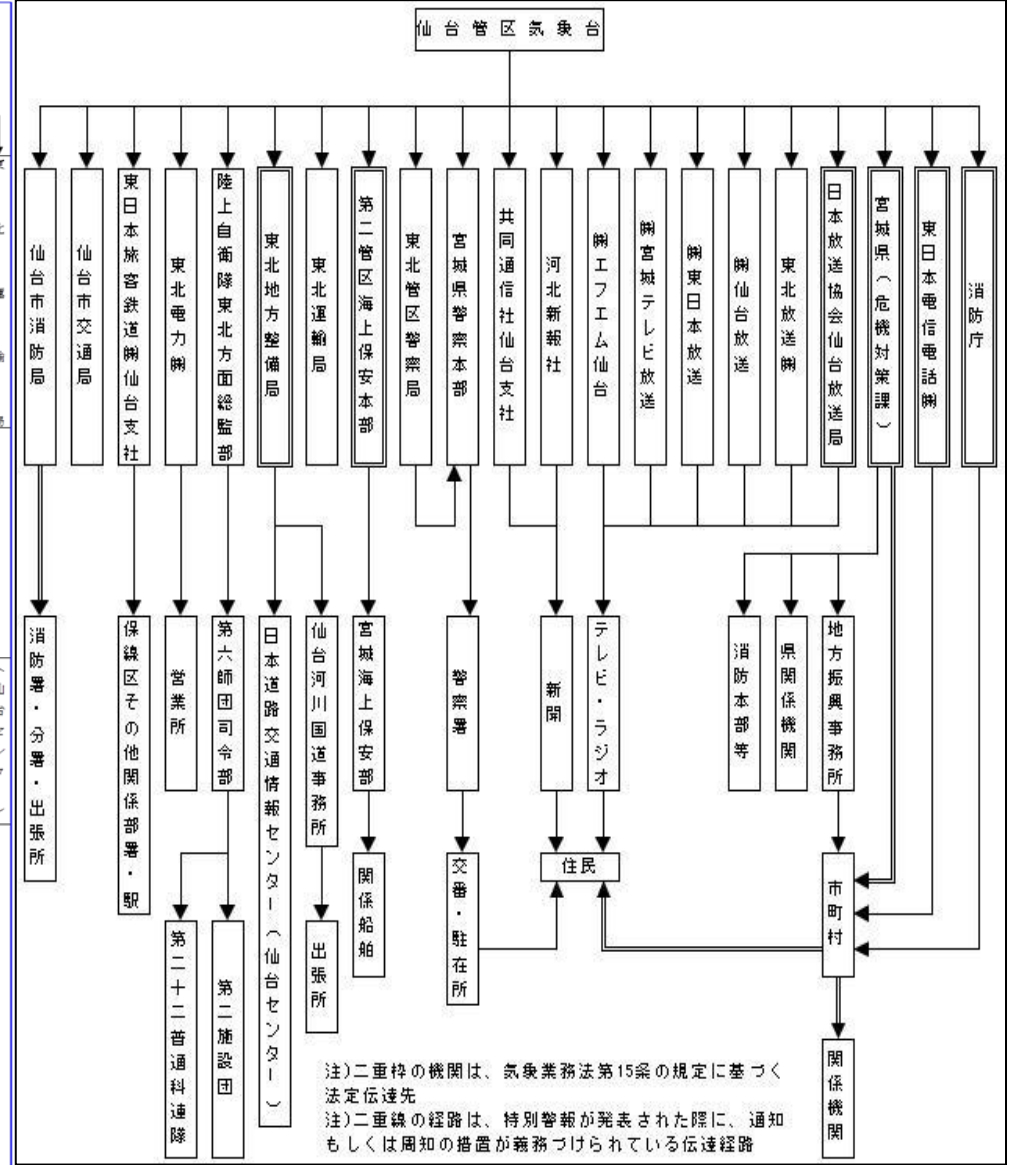 仙台管区気象台
仙台市消防局
仙台市交通局
東日本旅客鉄道㈱仙台支社
東北電力㈱
陸上自衛隊東北方面総監部
東北地方整備局
東北運輸局
第二管区海上保安本部
東北管区警察局
宮城県警察本部
共同通信社仙台支社
河北新報社
㈱エフエム仙台
㈱宮城テレビ放送
㈱東日本放送
㈱仙台放送
東北放送㈱
日本放送協会仙台放送局
宮城県(危機対策課)
東日本電信電話㈱
消防庁
消防署・分署・出張所
保線区その他関係部署・駅
営業所
第六師団司令部
日本道路交通情報センター(仙台センター)
仙台河川国道事務所
宮城海上保安部
警察署
新聞
テレビ・ラジオ
消防本部等
県関係機関
地方振興事務所
第二十二普通科連隊
第二施設団
出張所
関係船舶
交番・駐在所
住民
市町村
関係機関
注)二重枠の機関は、気象業務法第15条の規定に基づく
法定伝達先
注)二重線の経路は、特別警報が発表された際に、通知
もしくは周知の措置が義務づけられている伝達経路